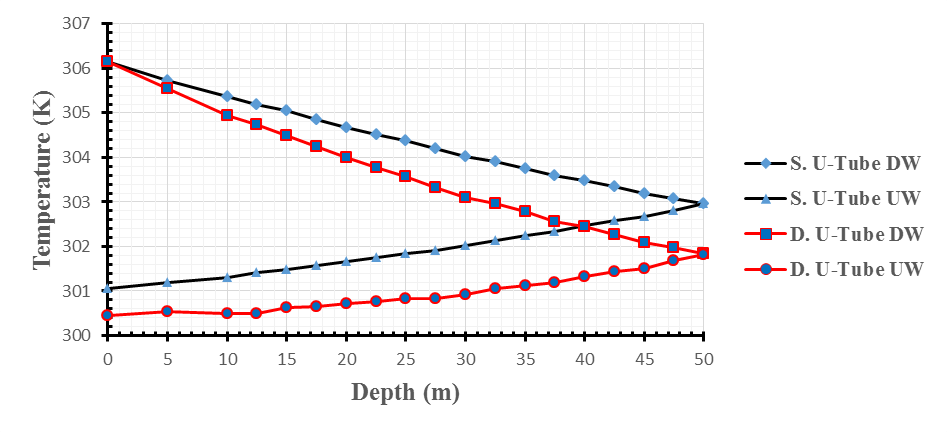 307
306
305
304
303
302
301
300
Temperature (K)
0 5 10 15 20 25 30 35 40 45 50
Depth (m)
S. U-Tube DW
S. U-Tube UW
D. U-Tube DW
D. U-Tube UW